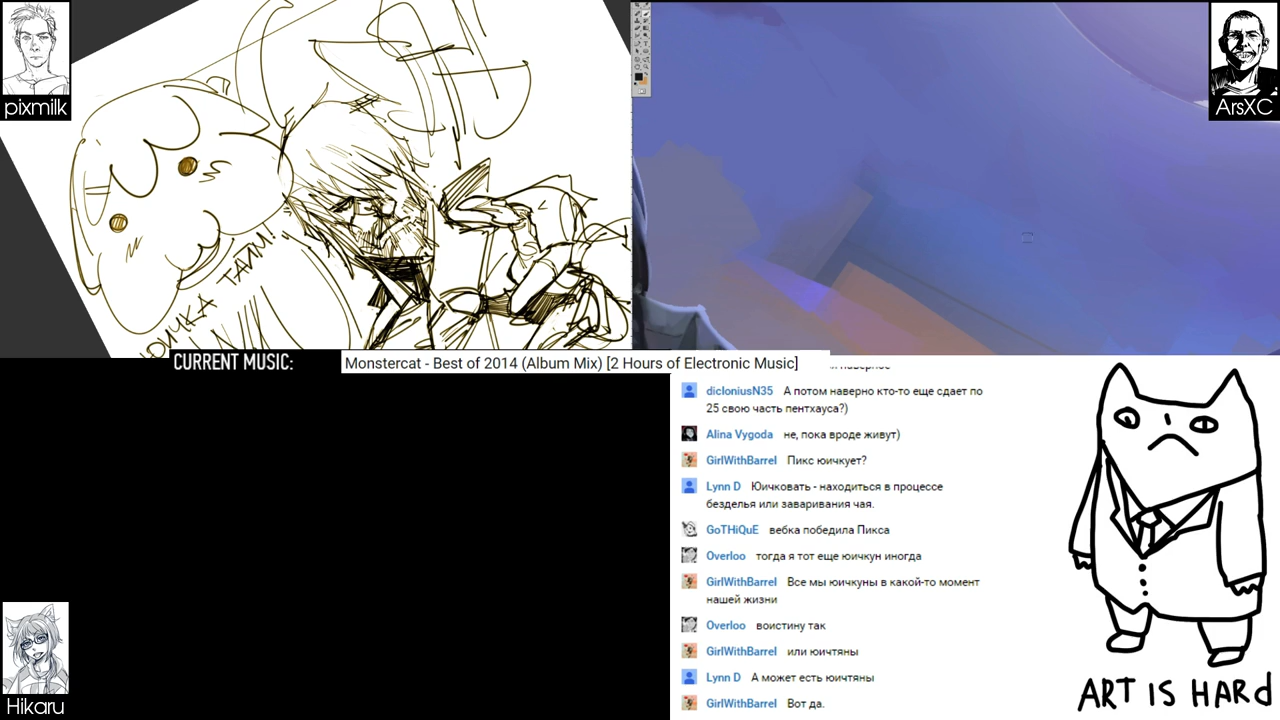 pixmilk
ArsXC
ЮИЧКА ТАМ!
CURRENT MUSIC:
Monstercat - Best of 2014 (Album Mix) [2 Hours of Electronic Music]
dicloniusN35 А потом наверно кто-то еще сдает по
25 свою часть пентхауса?)
Alina Vygoda не, пока вроде живут)
GirlWithBarrel Пикс юичкует?
Lynn D Юичковать - находиться в процессе
безделья или заваривания чая.
GoTHiQuE вебка победила Пикса
Overloo тогда я тот еще юичкун иногда
GirlWithBarrel Все мы юичкуны в какой-то момент
нашей жизни
Overloo воистину так
GirlWithBarrel или юичтяны
Lynn D А может есть юичтяны
GirlWithBarrel Вот да.
Hikaru
ART IS HARd